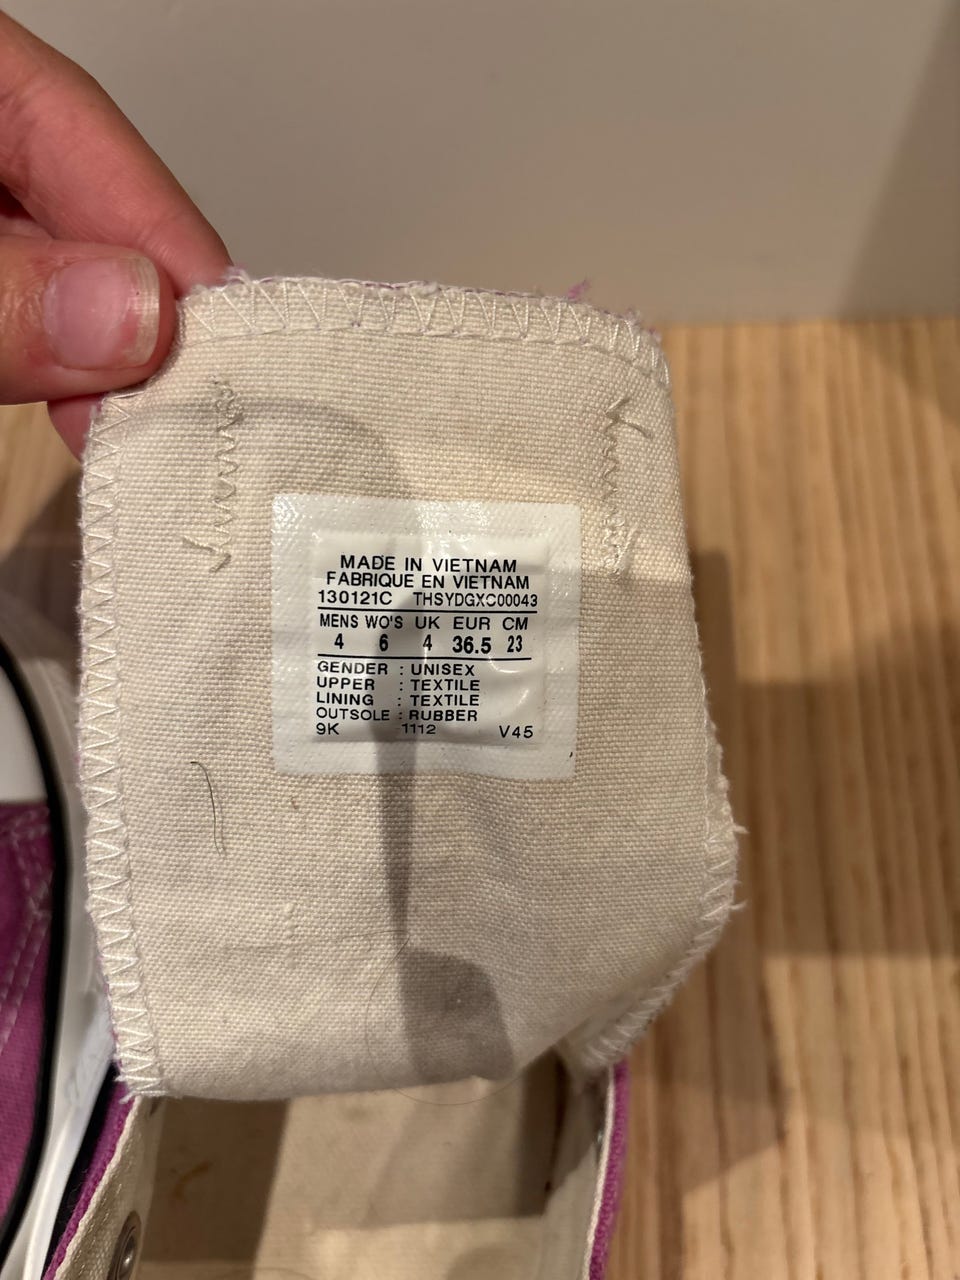 MADE IN VIETNAM
FABRIQUE EN VIETNAM
130121C THSYDGXC00043
MENS WO'S UK EUR CM
4 6 4 36.5 23
GENDER : UNISEX
UPPER : TEXTILE
LINING : TEXTILE
OUTSOLE : RUBBER
9K 1112 V45